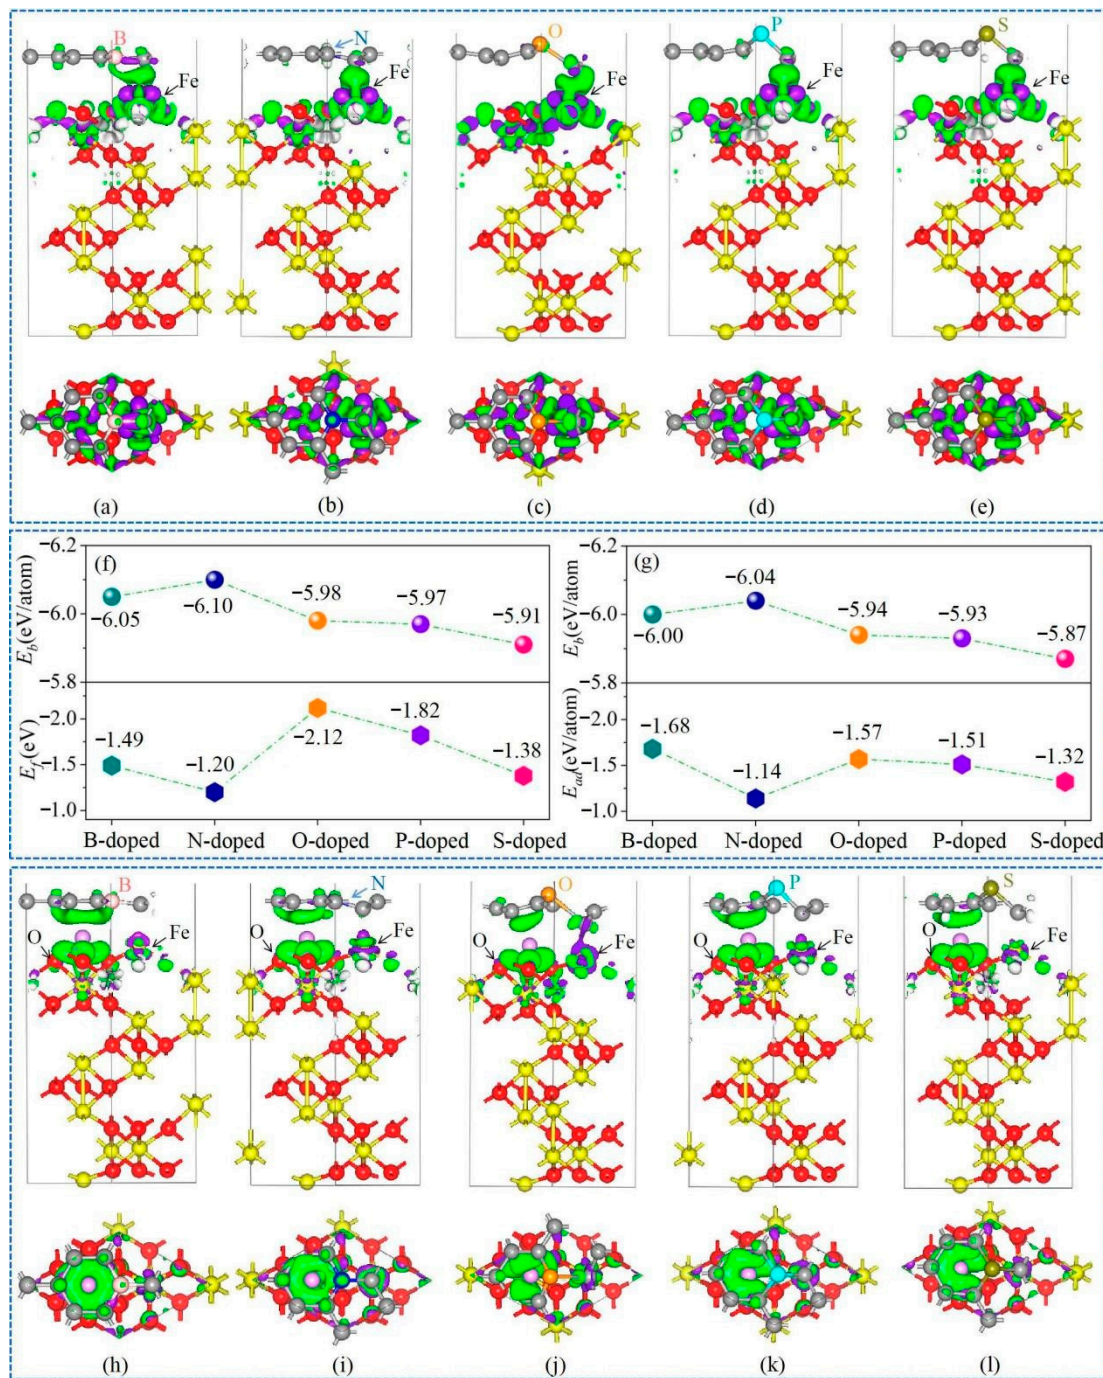 B N O P S
Fe Fe Fe Fe Fe
(a) (b) (c) (d) (e)
(f) (g)
−6.2 −6.2
−6.05 −6.10 −5.98 −5.97 −5.91
−6.00 −6.04 −5.94 −5.93 −5.87
−6.0 −6.0
−5.8 −5.8
E_b(eV/atom) E_b(eV/atom
−1.49 −1.20 −2.12 −1.82 −1.38
−1.68 −1.14 −1.57 −1.51 −1.32
−2.0 −2.0
−1.5 −1.5
−1.0 −1.0
E_f(eV) E_ad(eV/atom)
B-doped N-doped O-doped P-doped S-doped B-doped N-doped O-doped P-doped S-doped
B N O P S
O Fe O Fe O Fe O Fe O Fe
(h) (i) (j) (k) (l)